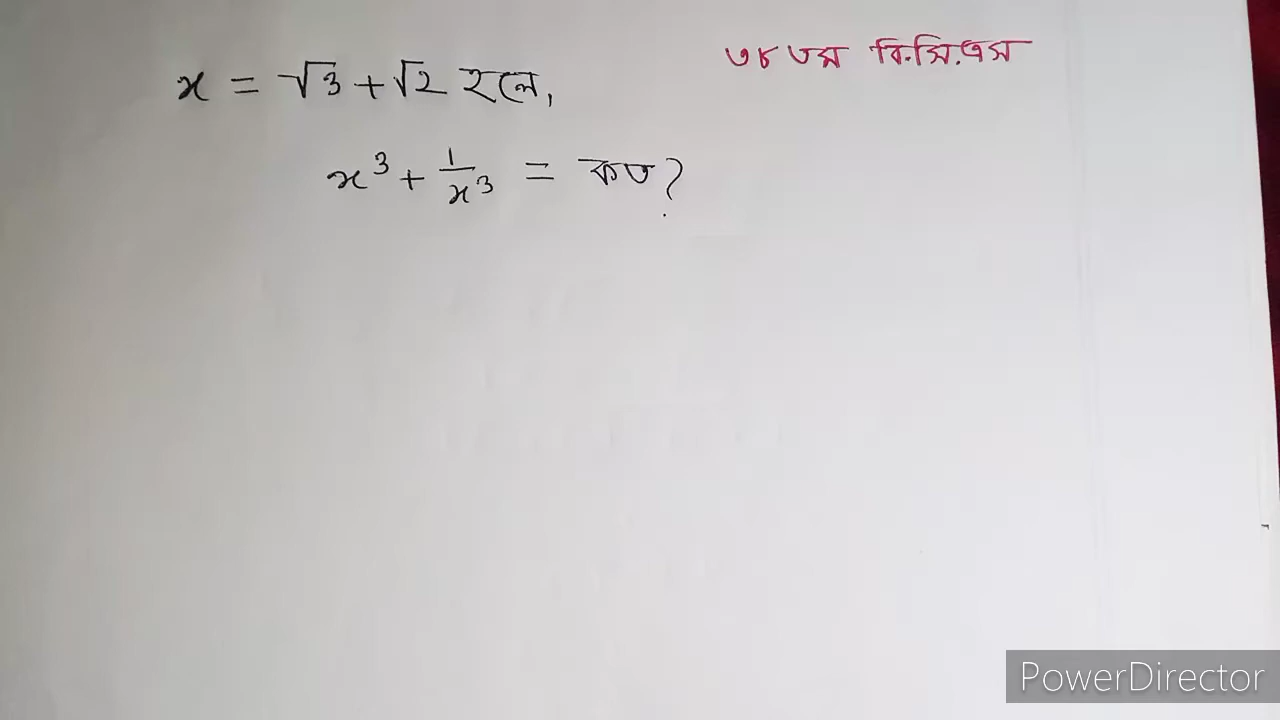 ৩৮তম বি.সি.এস
x = √3 + √2 হলে,
x³ + 1/x³ = কত?
PowerDirector